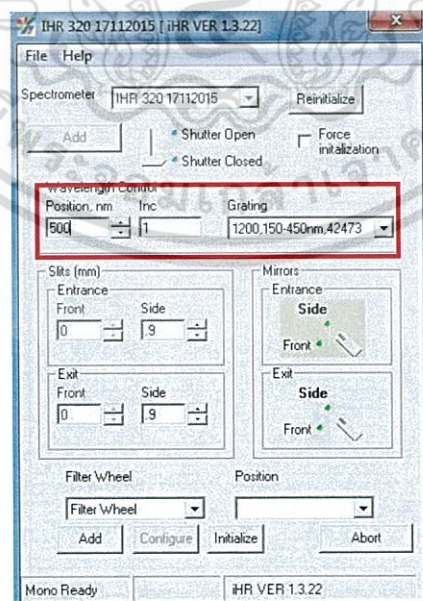 IHR 320 17112015 [ iHR VER 1.3.22]
File Help
Spectrometer IHR 320 17112015 Reinitialize
Add Shutter Open Force initalization
Shutter Closed
Wavelength Control
Position, nm Inc Grating
500 1 1200,150-450nm,42473
Slits (mm) Mirrors
Entrance Entrance
Front Side Side
0 .9 Front
Exit Exit
Front Side Side
0 .9 Front
Filter Wheel Position
Filter Wheel
Add Configure Initialize Abort
Mono Ready iHR VER 1.3.22